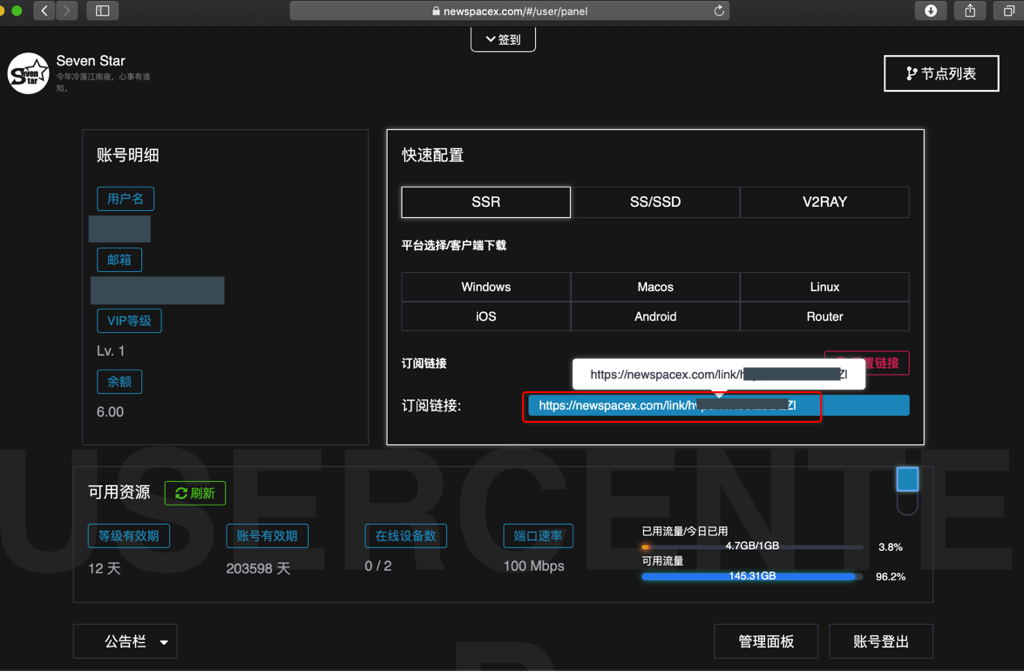 newspacex.com/#/user/panel
签到
Seven Star
今年冷落江南夜，心事有谁
知。
Seven
Star
节点列表
账号明细
用户名
邮箱
VIP等级
Lv. 1
余额
6.00
快速配置
SSR
SS/SSD
V2RAY
平台选择/客户端下载
Windows
Macos
Linux
iOS
Android
Router
订阅链接
置链接
https://newspacex.com/link/
订阅链接:
https://newspacex.com/link/
USERCENTE
R
可用资源
刷新
等级有效期
账号有效期
在线设备数
端口速率
12 天
203598 天
0 / 2
100 Mbps
已用流量/今日已用
4.7GB/1GB
3.8%
可用流量
145.31GB
96.2%
公告栏
管理面板
账号登出